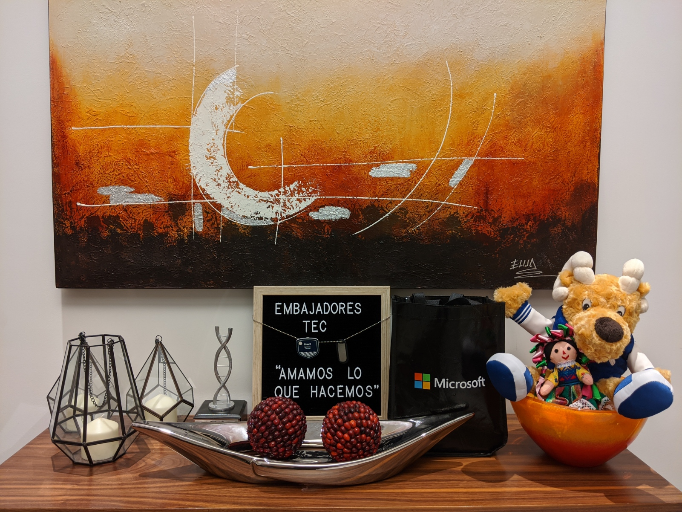 EMBAJADORES
TEC
"AMAMOS LO
QUE HACEMOS"
Microsoft